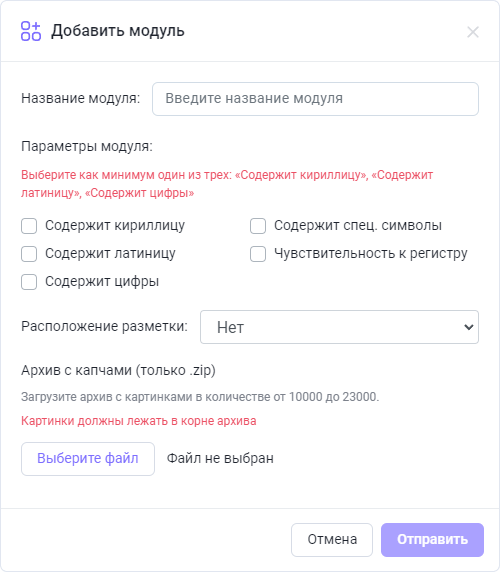 Добавить модуль
Название модуля: Введите название модуля
Параметры модуля:
Выберите как минимум один из трех: «Содержит кириллицу», «Содержит
латиницу», «Содержит цифры»
Содержит кириллицу Содержит спец. символы
Содержит латиницу Чувствительность к регистру
Содержит цифры
Расположение разметки: Нет
Архив с капчами (только .zip)
Загрузите архив с картинками в количестве от 10000 до 23000.
Картинки должны лежать в корне архива
Выберите файл Файл не выбран
Отмена Отправить